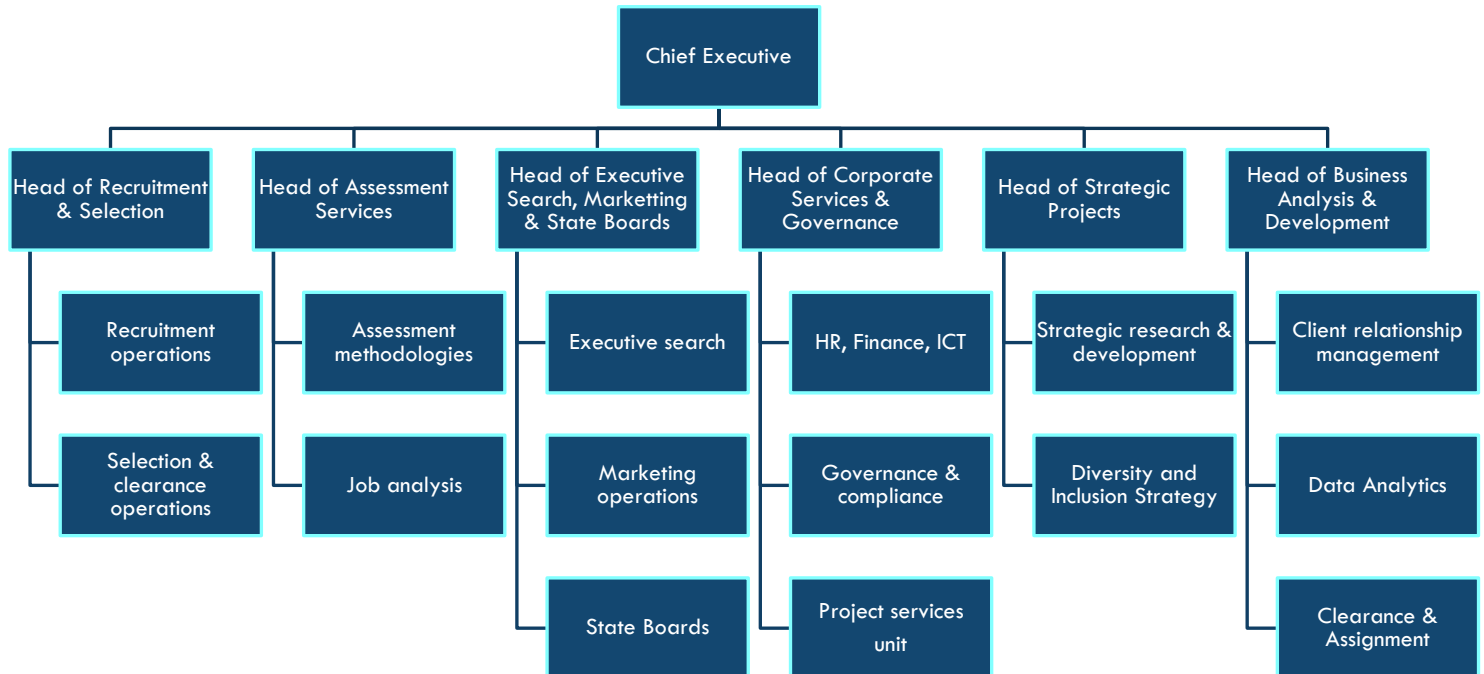 Chief Executive
Head of Recruitment
& Selection
Head of Assessment
Services
Head of Executive
Search, Marketting
& State Boards
Head of Corporate
Services &
Governance
Head of Strategic
Projects
Head of Business
Analysis &
Development
Recruitment
operations
Assessment
methodologies
Executive search
HR, Finance, ICT
Strategic research &
development
Client relationship
management
Selection &
clearance
operations
Job analysis
Marketing
operations
Governance &
compliance
Diversity and
Inclusion Strategy
Data Analytics
State Boards
Project services
unit
Clearance &
Assignment